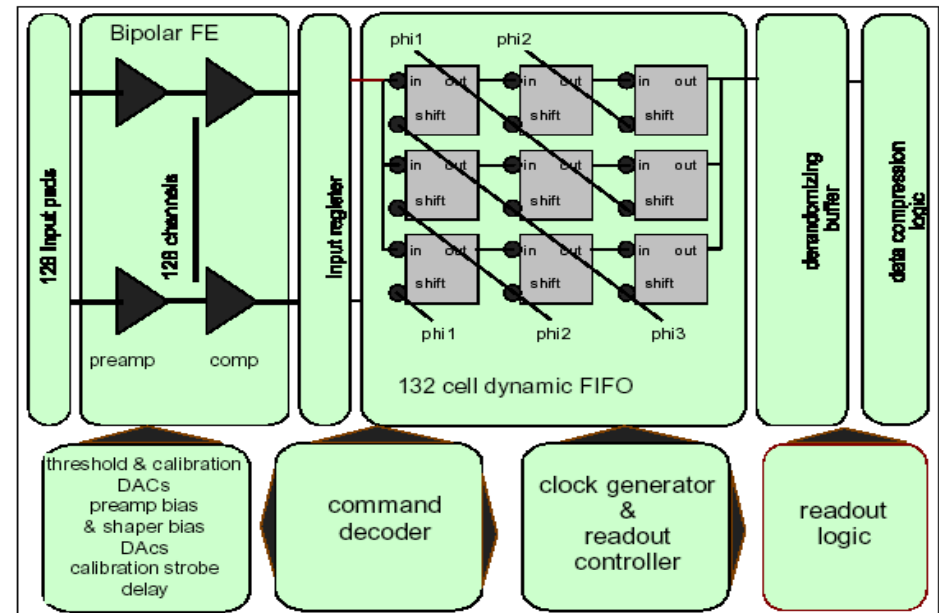 Bipolar FE
phi1
phi2
in out
in out
in out
shift
shift
shift
in out
in out
in out
shift
shift
shift
in out
in out
in out
shift
shift
shift
phi1
phi2
phi3
128 Input pads
128 channels
Input register
derandomizing
buffer
data compression
logic
preamp
comp
132 cell dynamic FIFO
threshold & calibration
DACs
preamp bias
& shaper bias
DAcs
calibration strobe
delay
command
decoder
clock generator
&
readout
controller
readout
logic